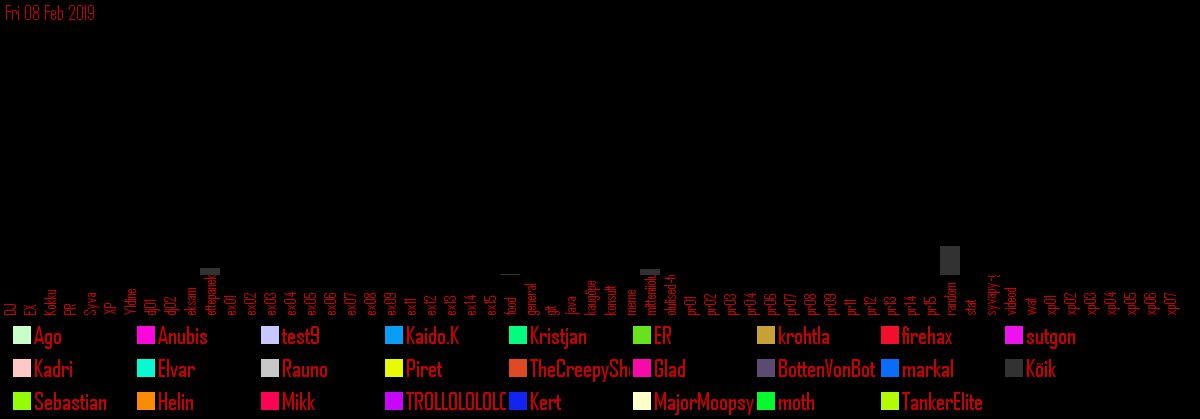 Fri 08 Feb 2019
DJ
EX
Kokku
PR
Syva
XP
Yldine
dj01
dj02
eksam
ettepanek
ex01
ex02
ex03
ex04
ex05
ex06
ex07
ex08
ex09
ex11
ex12
ex13
ex14
ex15
food
general
git
java
kaugõpe
konsult
meme
olulised-h
pr01
pr02
pr03
pr04
pr06
pr07
pr08
pr09
pr11
pr12
pr13
pr14
pr15
random
stat
videod
wat
xp01
xp02
xp03
xp04
xp05
xp06
xp07
Ago Anubis test9 Kaido.K Kristjan ER krohtla firehax sutgon
Kadri Elvar Rauno Piret TheCreepySh Glad BottenVonBot markal Kõik
Sebastian Helin Mikk TROLLOLOLOLO Kert MajorMoopsy moth TankerElite